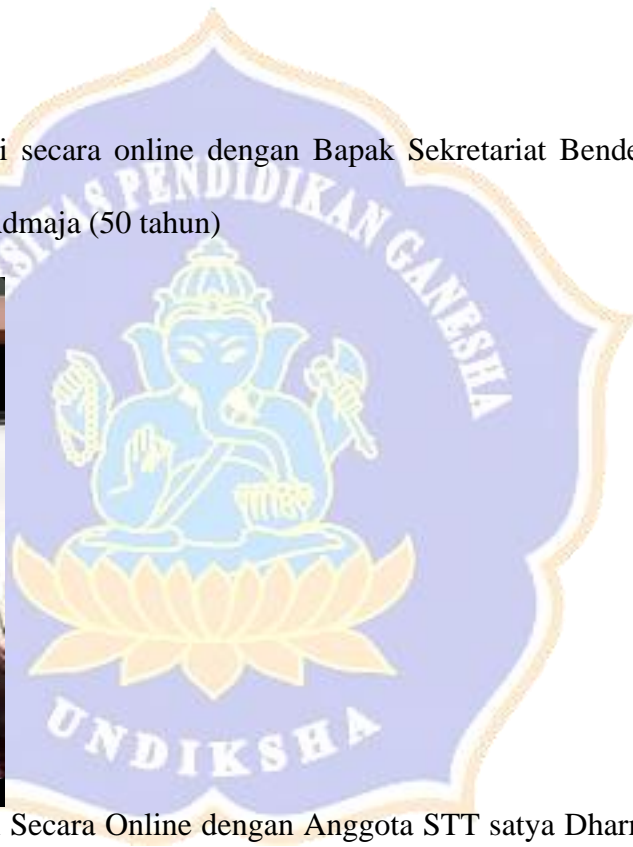 i secara online dengan Bapak Sekretariat Bende
dmaja (50 tahun)
SITAS PENDIDIKAN GANESHA
UNDIKSHA
Secara Online dengan Anggota STT satya Dharm